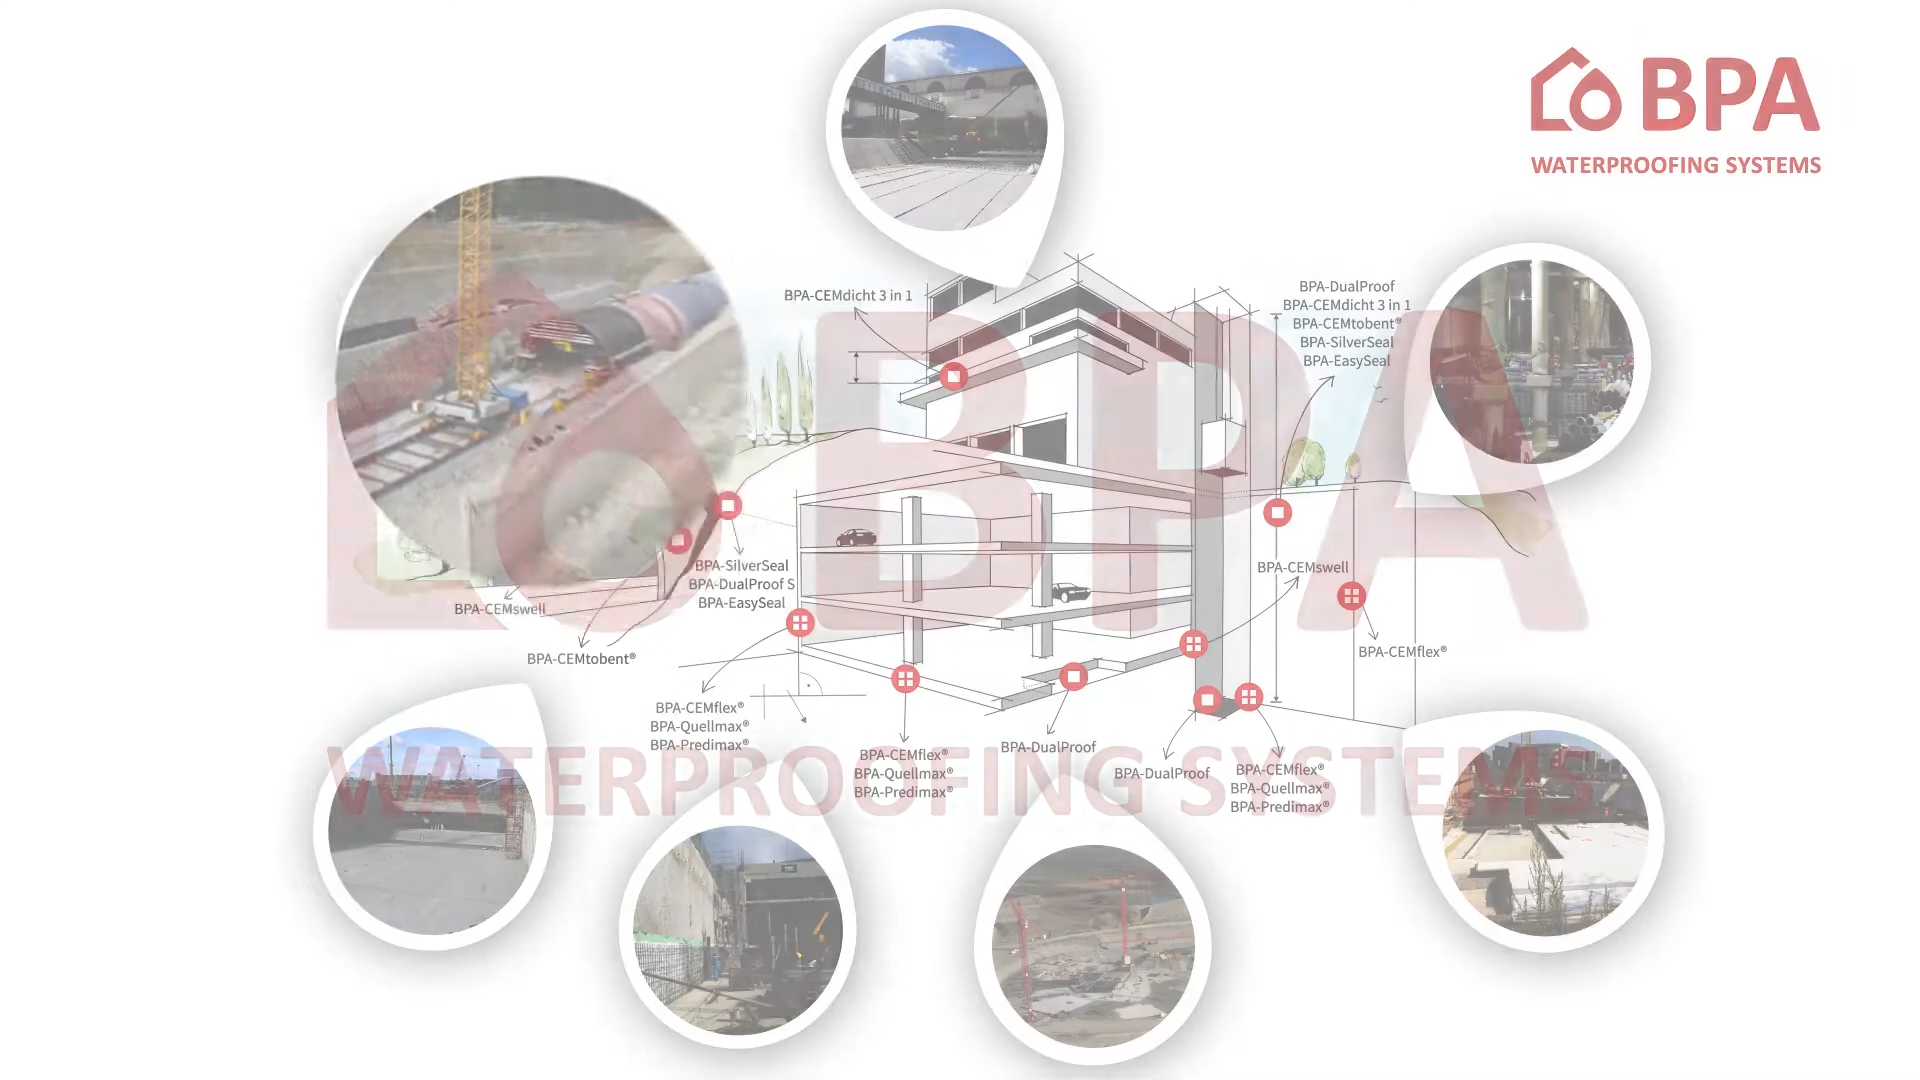 BPA
WATERPROOFING SYSTEMS
BPA-CEMdicht 3 in 1
BPA-DualProof
BPA-CEMdicht 3 in 1
BPA-CEMtobent®
BPA-SilverSeal
BPA-EasySeal
BPA
BPA-SilverSeal
BPA-DualProof S
BPA-EasySeal
BPA-CEMswell
BPA-CEMswell
BPA-CEMtobent®
BPA-CEMflex®
BPA-CEMflex®
BPA-Quellmax®
BPA-Predimax®
BPA-CEMflex®
BPA-Quellmax®
BPA-Predimax®
BPA-DualProof
BPA-DualProof
BPA-CEMflex®
BPA-Quellmax®
BPA-Predimax®
WATERPROOFING SYSTEMS